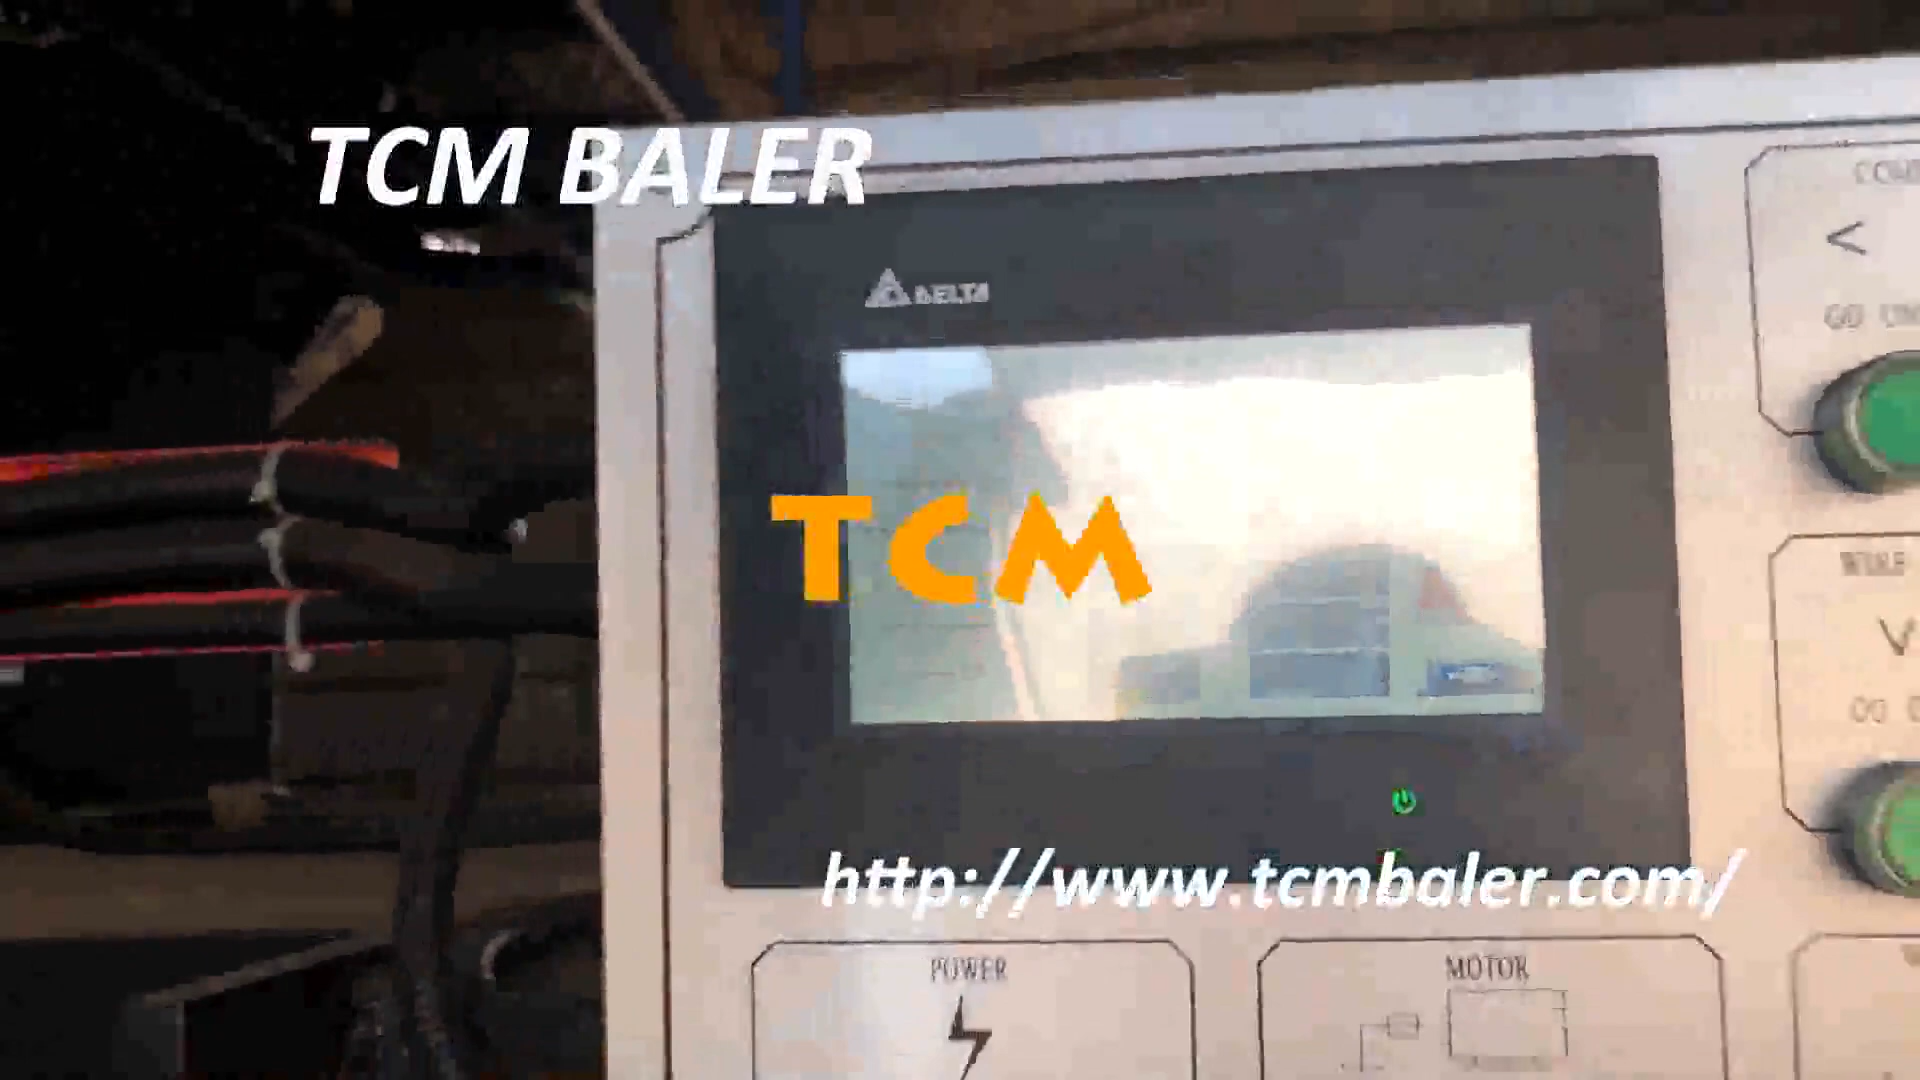 TCM BALER
DELTA
<
TCM
http://www.tcmbaler.com/
POWER
MOTOR